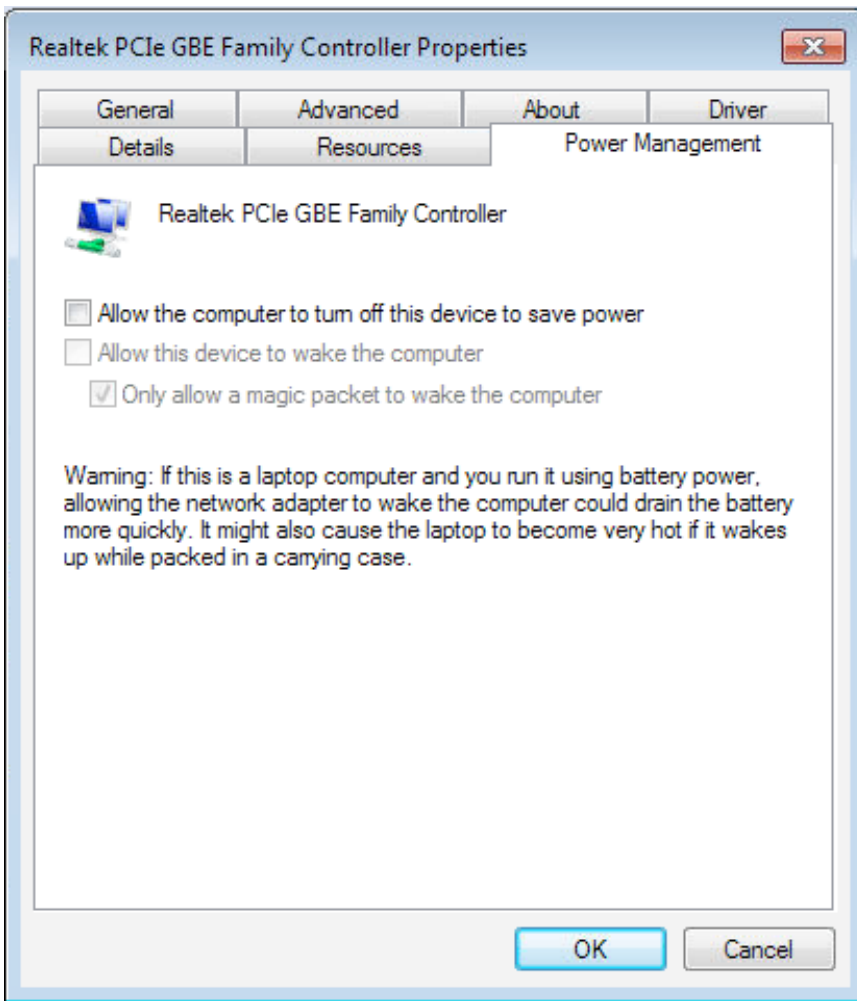 Realtek PCIe GBE Family Controller Properties
General Advanced About Driver
Details Resources Power Management
Realtek PCIe GBE Family Controller
Allow the computer to turn off this device to save power
Allow this device to wake the computer
Only allow a magic packet to wake the computer
Warning: If this is a laptop computer and you run it using battery power,
allowing the network adapter to wake the computer could drain the battery
more quickly. It might also cause the laptop to become very hot if it wakes
up while packed in a carrying case.
OK Cancel